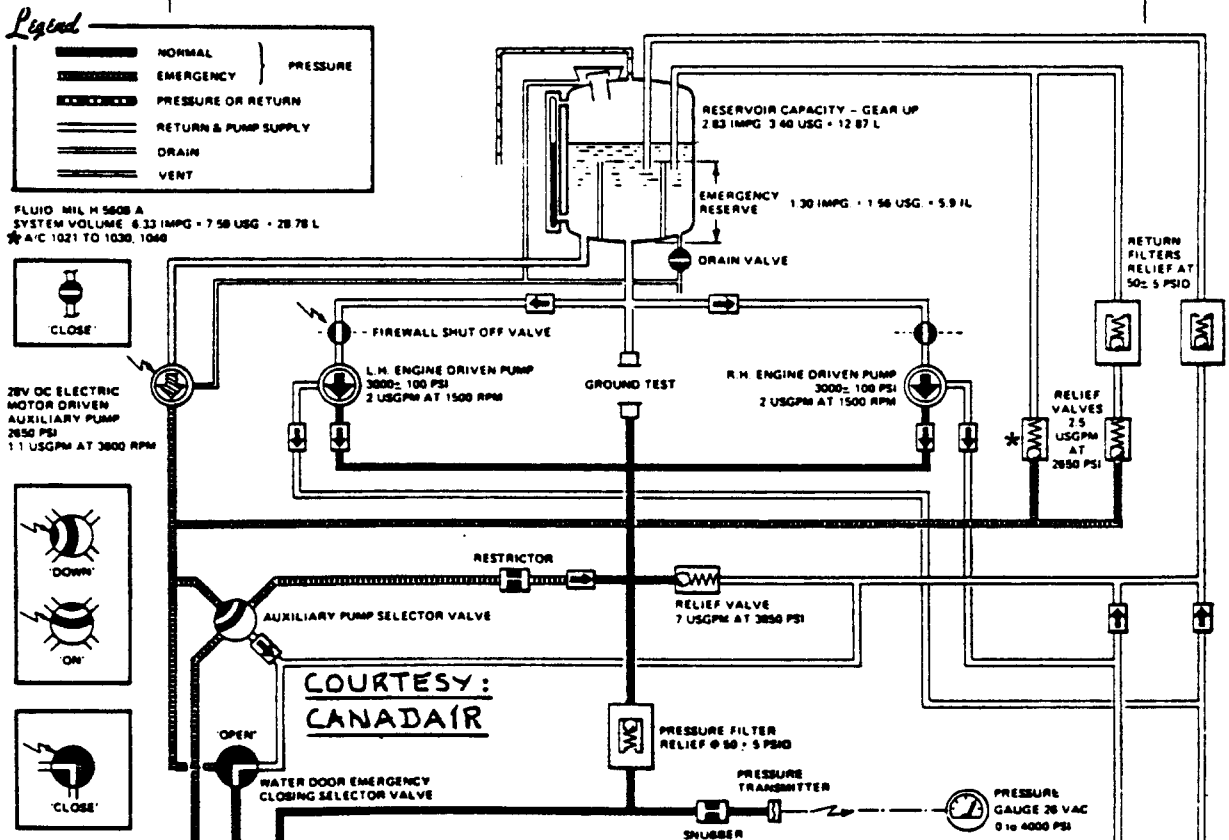 Legend
NORMAL
EMERGENCY
PRESSURE
PRESSURE OR RETURN
RETURN & PUMP SUPPLY
DRAIN
VENT
FLUID MIL H 5606 A
SYSTEM VOLUME 6.33 IMPG = 7.58 USG = 28.78 L
* A/C 1021 TO 1030, 1060
RESERVOIR CAPACITY – GEAR UP
2.83 IMPG 3.40 USG = 12.87 L
EMERGENCY
RESERVE
1.30 IMPG = 1.56 USG = 5.91L
DRAIN VALVE
RETURN
FILTERS
RELIEF AT
50± 5 PSID
'CLOSE'
FIREWALL SHUT OFF VALVE
28V DC ELECTRIC
MOTOR DRIVEN
AUXILIARY PUMP
2650 PSI
1.1 USGPM AT 3800 RPM
L.H. ENGINE DRIVEN PUMP
3000± 100 PSI
2 USGPM AT 1500 RPM
GROUND TEST
R.H. ENGINE DRIVEN PUMP
3000± 100 PSI
2 USGPM AT 1500 RPM
RELIEF
VALVES
2.5
USGPM
AT
2650 PSI
*
'DOWN'
'ON'
RESTRICTOR
AUXILIARY PUMP SELECTOR VALVE
RELIEF VALVE
7 USGPM AT 3850 PSI
COURTESY:
CANADAIR
'CLOSE'
'OPEN'
WATER DOOR EMERGENCY
CLOSING SELECTOR VALVE
PRESSURE FILTER
RELIEF @ 50 ± 5 PSID
PRESSURE
TRANSMITTER
SNUBBER
PRESSURE
GAUGE 26 VAC
0 to 4000 PSI